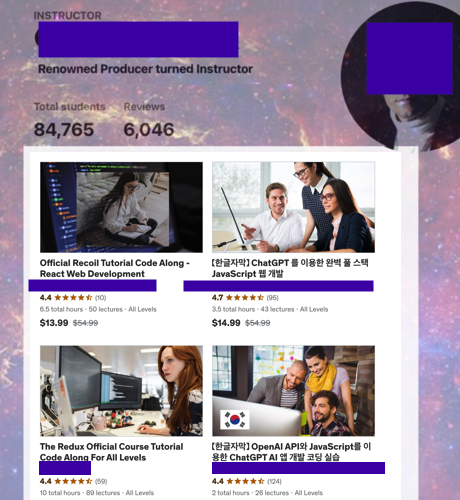 INSTRUCTOR
Renowned Producer turned Instructor
Total students Reviews
84,765 6,046
Official Recoil Tutorial Code Along -
React Web Development
4.4 (10)
6.5 total hours · 50 lectures · All Levels
$13.99 $54.99
【한글자막】 ChatGPT 를 이용한 완벽 풀 스택
JavaScript 웹 개발
4.7 (95)
3.5 total hours · 43 lectures · All Levels
$14.99 $54.99
The Redux Official Course Tutorial
Code Along For All Levels
4.4 (59)
10 total hours · 89 lectures · All Levels
【한글자막】 OpenAI API와 JavaScript를 이
용한 ChatGPT AI 앱 개발 코딩 실습
4.4 (124)
2 total hours · 26 lectures · All Levels